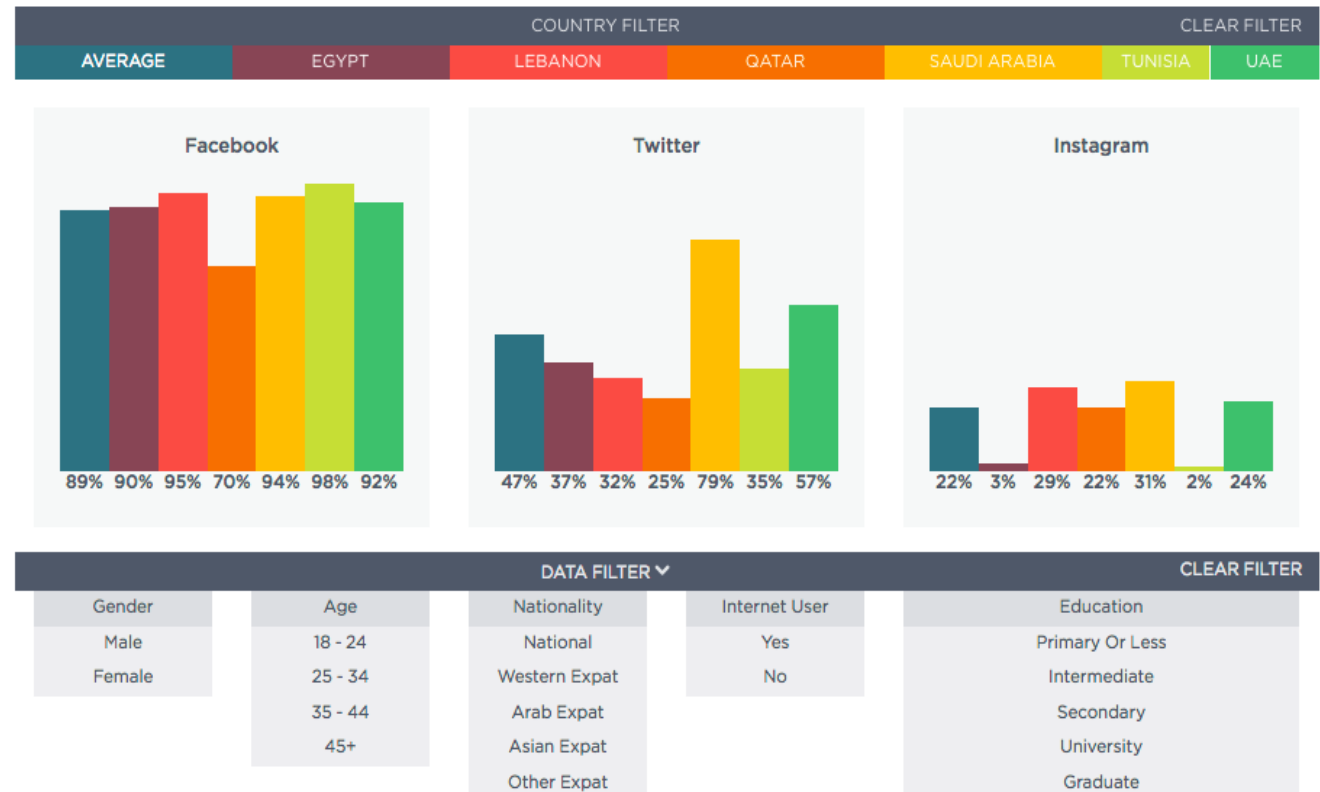 COUNTRY FILTER CLEAR FILTER
AVERAGE EGYPT LEBANON QATAR SAUDI ARABIA TUNISIA UAE
Facebook
89% 90% 95% 70% 94% 98% 92%
Twitter
47% 37% 32% 25% 79% 35% 57%
Instagram
22% 3% 29% 22% 31% 2% 24%
DATA FILTER CLEAR FILTER
Gender
Male
Female
Age
18 - 24
25 - 34
35 - 44
45+
Nationality
National
Western Expat
Arab Expat
Asian Expat
Other Expat
Internet User
Yes
No
Education
Primary Or Less
Intermediate
Secondary
University
Graduate